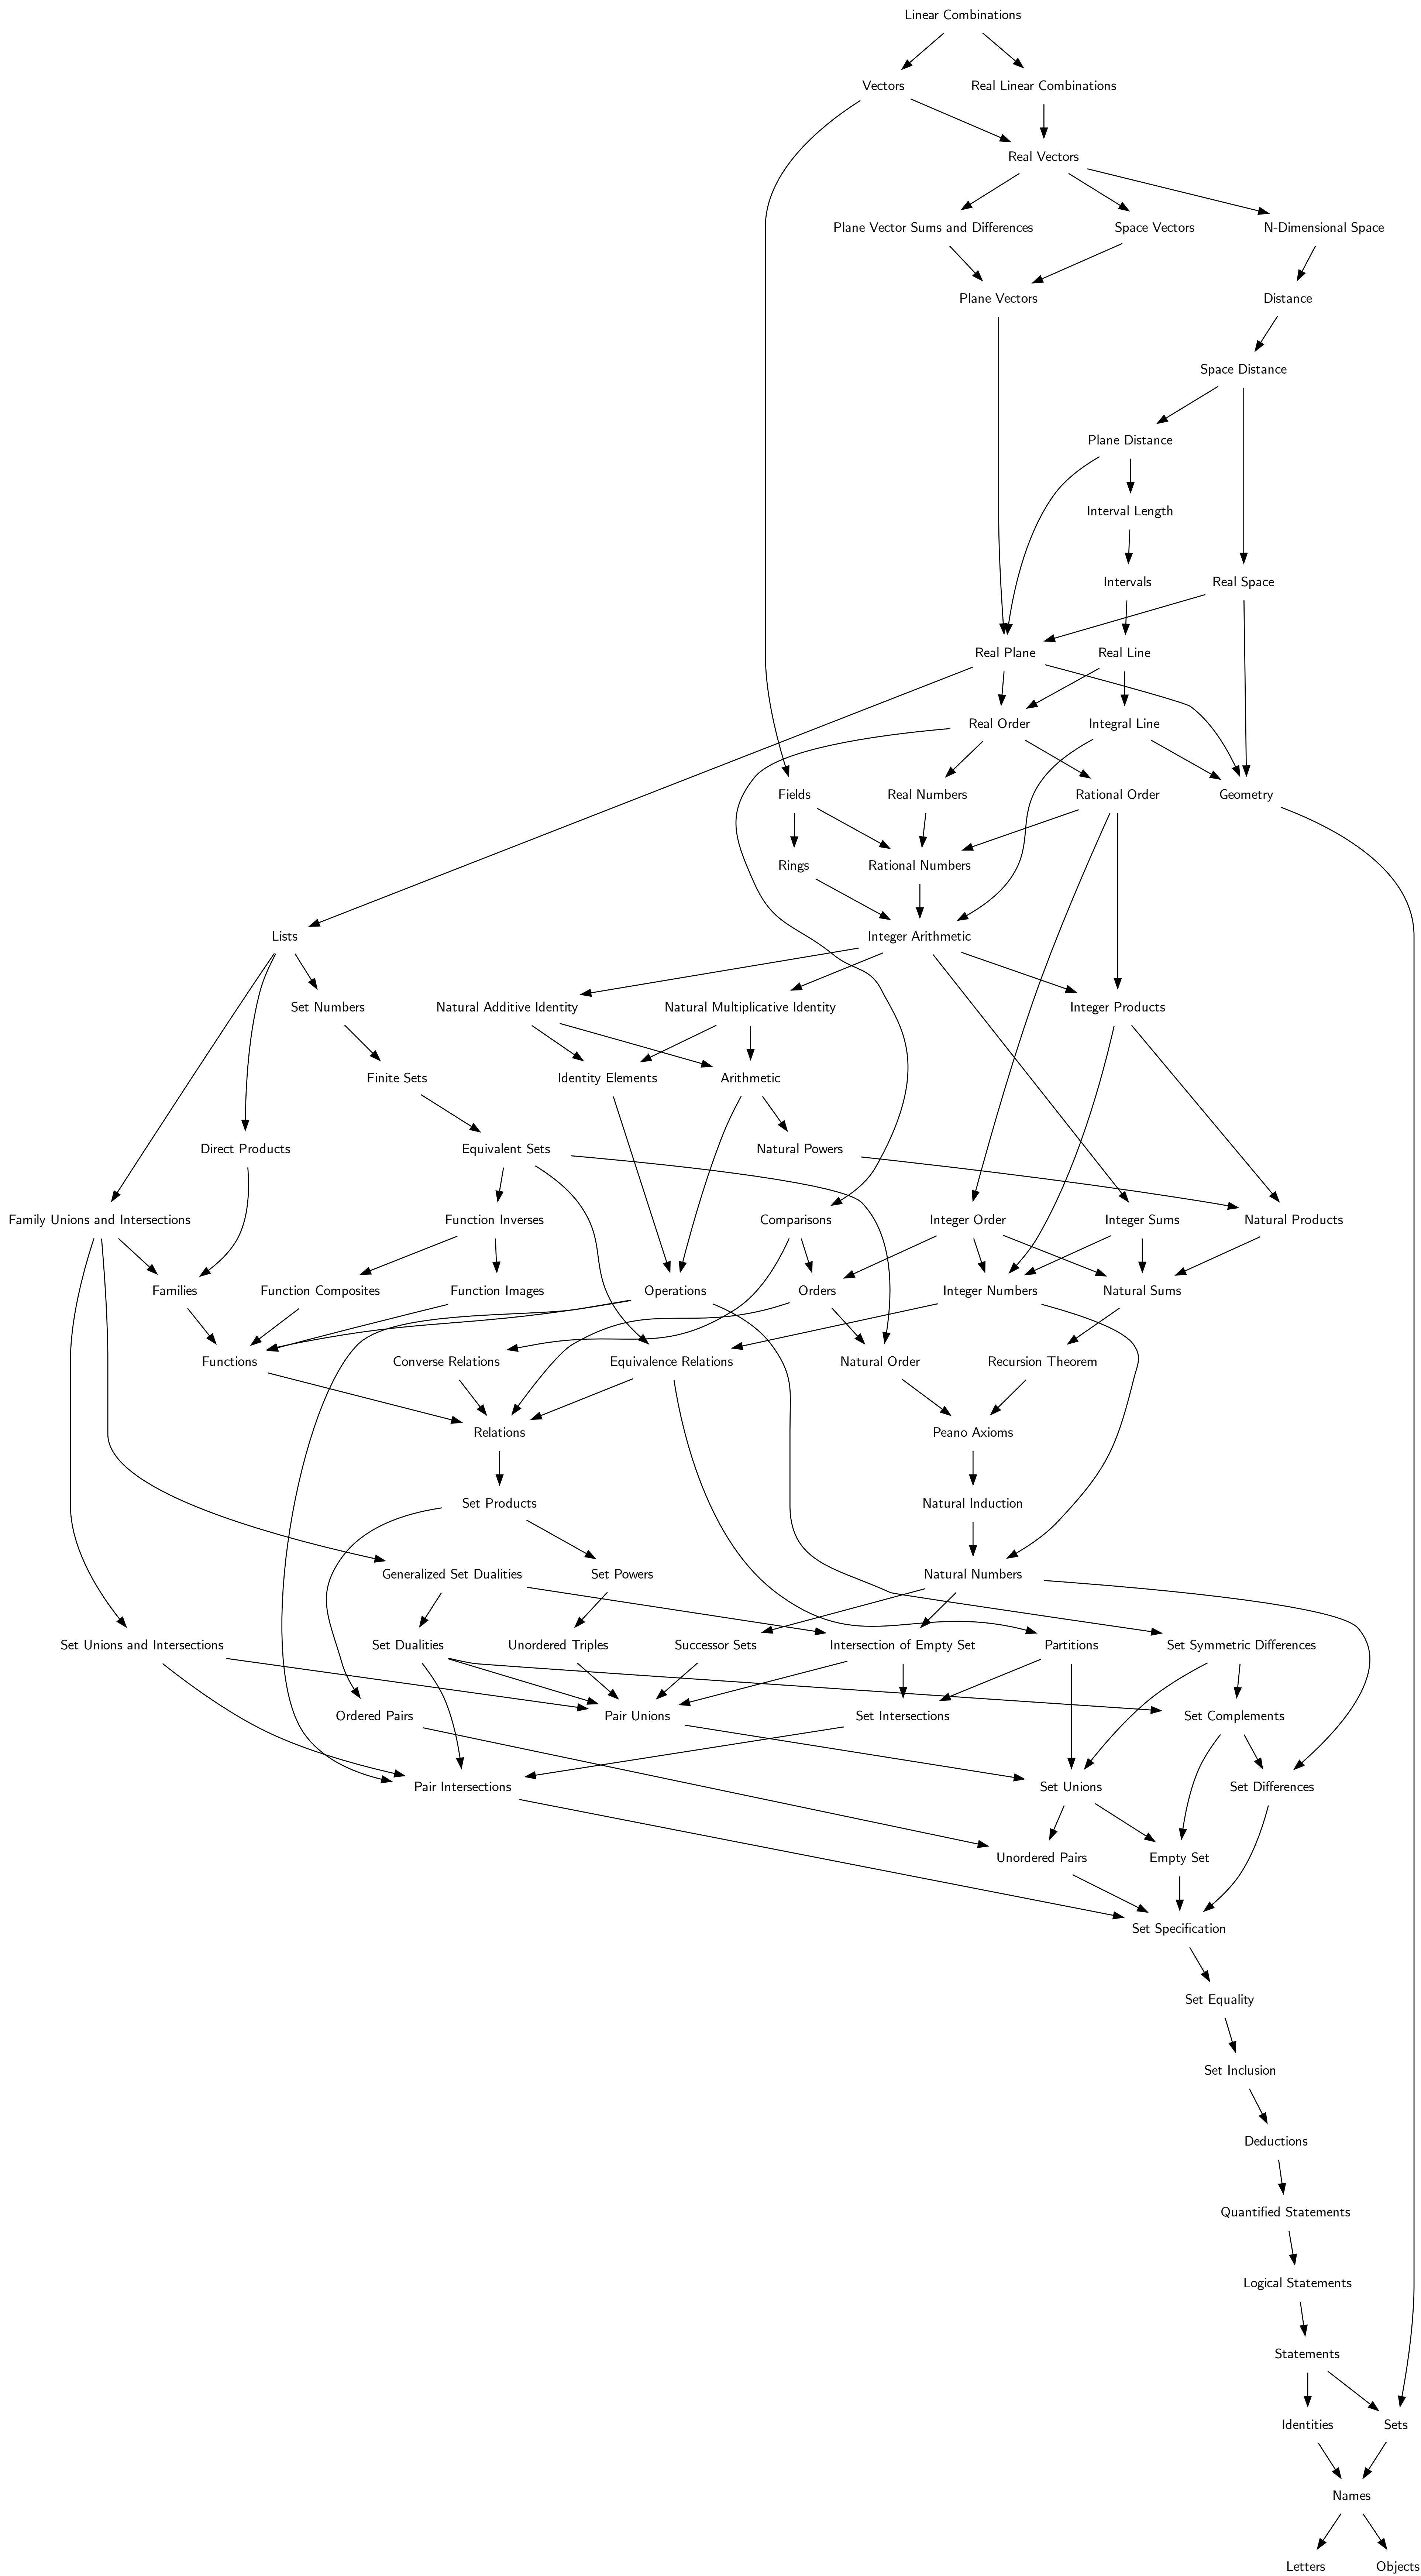 Linear Combinations
Vectors
Real Linear Combinations
Real Vectors
Plane Vector Sums and Differences
Space Vectors
N-Dimensional Space
Plane Vectors
Distance
Space Distance
Plane Distance
Interval Length
Intervals
Real Space
Real Plane
Real Line
Real Order
Integral Line
Fields
Real Numbers
Rational Order
Geometry
Rings
Rational Numbers
Lists
Integer Arithmetic
Set Numbers
Natural Additive Identity
Natural Multiplicative Identity
Integer Products
Finite Sets
Identity Elements
Arithmetic
Direct Products
Equivalent Sets
Natural Powers
Family Unions and Intersections
Function Inverses
Comparisons
Integer Order
Integer Sums
Natural Products
Families
Function Composites
Function Images
Operations
Orders
Integer Numbers
Natural Sums
Functions
Converse Relations
Equivalence Relations
Natural Order
Recursion Theorem
Relations
Peano Axioms
Set Products
Natural Induction
Generalized Set Dualities
Set Powers
Natural Numbers
Set Unions and Intersections
Set Dualities
Unordered Triples
Successor Sets
Intersection of Empty Set
Partitions
Set Symmetric Differences
Ordered Pairs
Pair Unions
Set Intersections
Set Complements
Pair Intersections
Set Unions
Set Differences
Unordered Pairs
Empty Set
Set Specification
Set Equality
Set Inclusion
Deductions
Quantified Statements
Logical Statements
Statements
Identities
Sets
Names
Letters
Objects